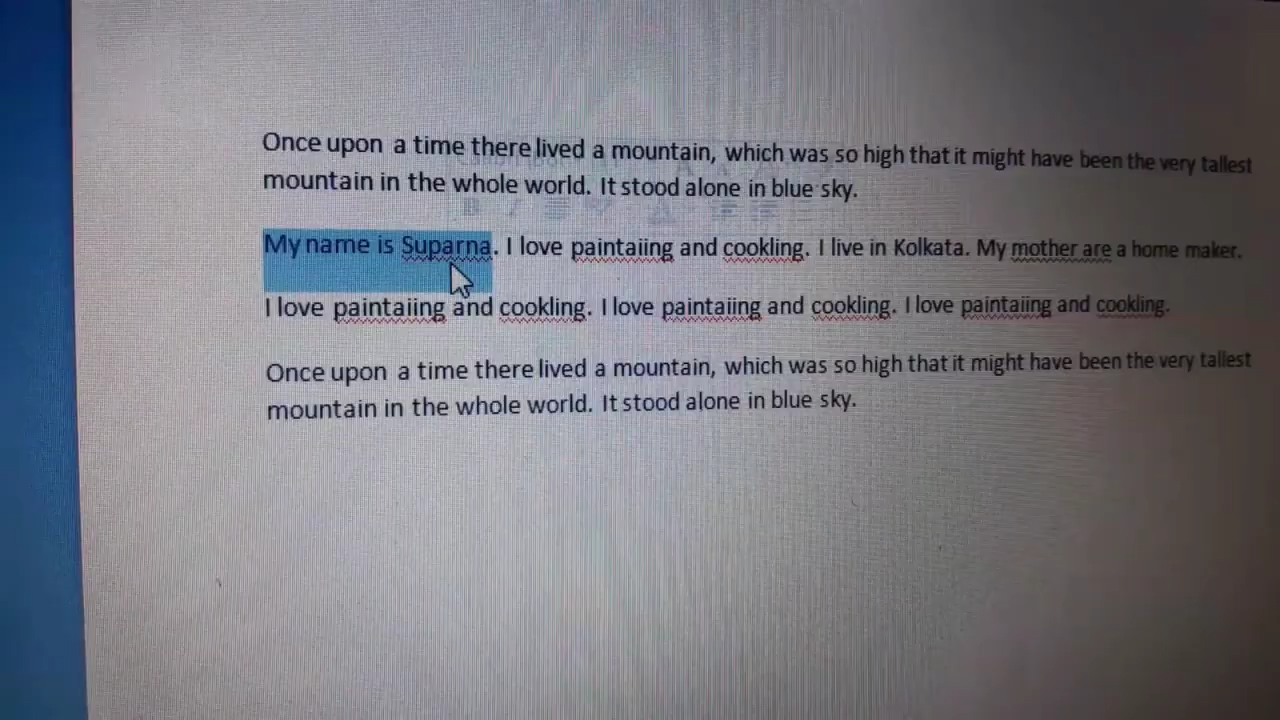 Once upon a time there lived a mountain, which was so high that it might have been the very tallest
mountain in the whole world. It stood alone in blue sky.
My name is Suparna. I love paintaiing and cookling. I live in Kolkata. My mother are a home maker.
I love paintaiing and cookling. I love paintaiing and cookling. I love paintaiing and cookling.
Once upon a time there lived a mountain, which was so high that it might have been the very tallest
mountain in the whole world. It stood alone in blue sky.